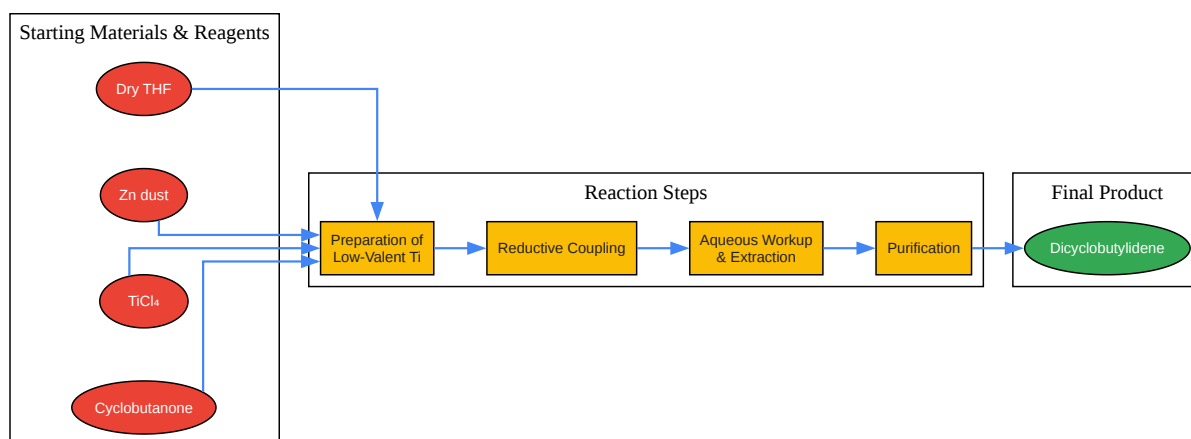 Starting Materials & Reagents
Dry THF
Zn dust
TiCl₄
Cyclobutanone
Reaction Steps
Preparation of
Low-Valent Ti
Reductive Coupling
Aqueous Workup
& Extraction
Purification
Final Product
Dicyclobutylidene